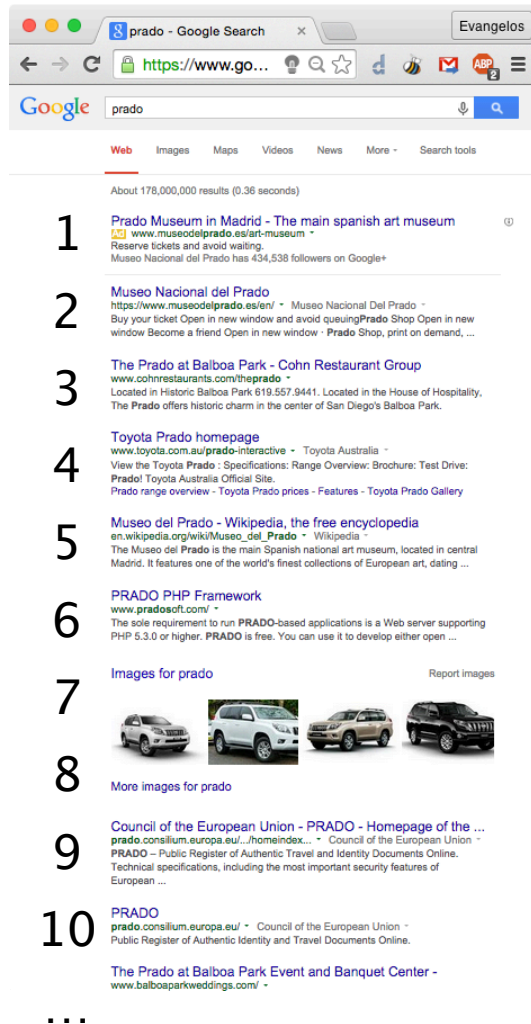 prado - Google Search
Evangelos
https://www.go...
ABP
2
Google
prado
Web Images Maps Videos News More Search tools
About 178,000,000 results (0.36 seconds)
1
Prado Museum in Madrid - The main spanish art museum
Ad www.museodelprado.es/art-museum
Reserve tickets and avoid waiting.
Museo Nacional del Prado has 434,538 followers on Google+
2
Museo Nacional del Prado
https://www.museodelprado.es/en/ Museo Nacional Del Prado
Buy your ticket Open in new window and avoid queuingPrado Shop Open in new
window Become a friend Open in new window · Prado Shop, print on demand, ...
3
The Prado at Balboa Park - Cohn Restaurant Group
www.cohnrestaurants.com/theprado
Located in Historic Balboa Park 619.557.9441. Located in the House of Hospitality,
The Prado offers historic charm in the center of San Diego's Balboa Park.
4
Toyota Prado homepage
www.toyota.com.au/prado-interactive Toyota Australia
View the Toyota Prado : Specifications: Range Overview: Brochure: Test Drive:
Prado! Toyota Australia Official Site.
Prado range overview - Toyota Prado prices - Features - Toyota Prado Gallery
5
Museo del Prado - Wikipedia, the free encyclopedia
en.wikipedia.org/wiki/Museo_del_Prado Wikipedia
The Museo del Prado is the main Spanish national art museum, located in central
Madrid. It features one of the world's finest collections of European art, dating ...
6
PRADO PHP Framework
www.pradosoft.com/
The sole requirement to run PRADO-based applications is a Web server supporting
PHP 5.3.0 or higher. PRADO is free. You can use it to develop either open ...
7
Images for prado Report images
8
More images for prado
9
Council of the European Union - PRADO - Homepage of the ...
prado.consilium.europa.eu/.../homeindex... Council of the European Union
PRADO – Public Register of Authentic Travel and Identity Documents Online.
Technical specifications, including the most important security features of
European ...
10
PRADO
prado.consilium.europa.eu/ Council of the European Union
Public Register of Authentic Identity and Travel Documents Online.
The Prado at Balboa Park Event and Banquet Center -
www.balboaparkweddings.com/
...